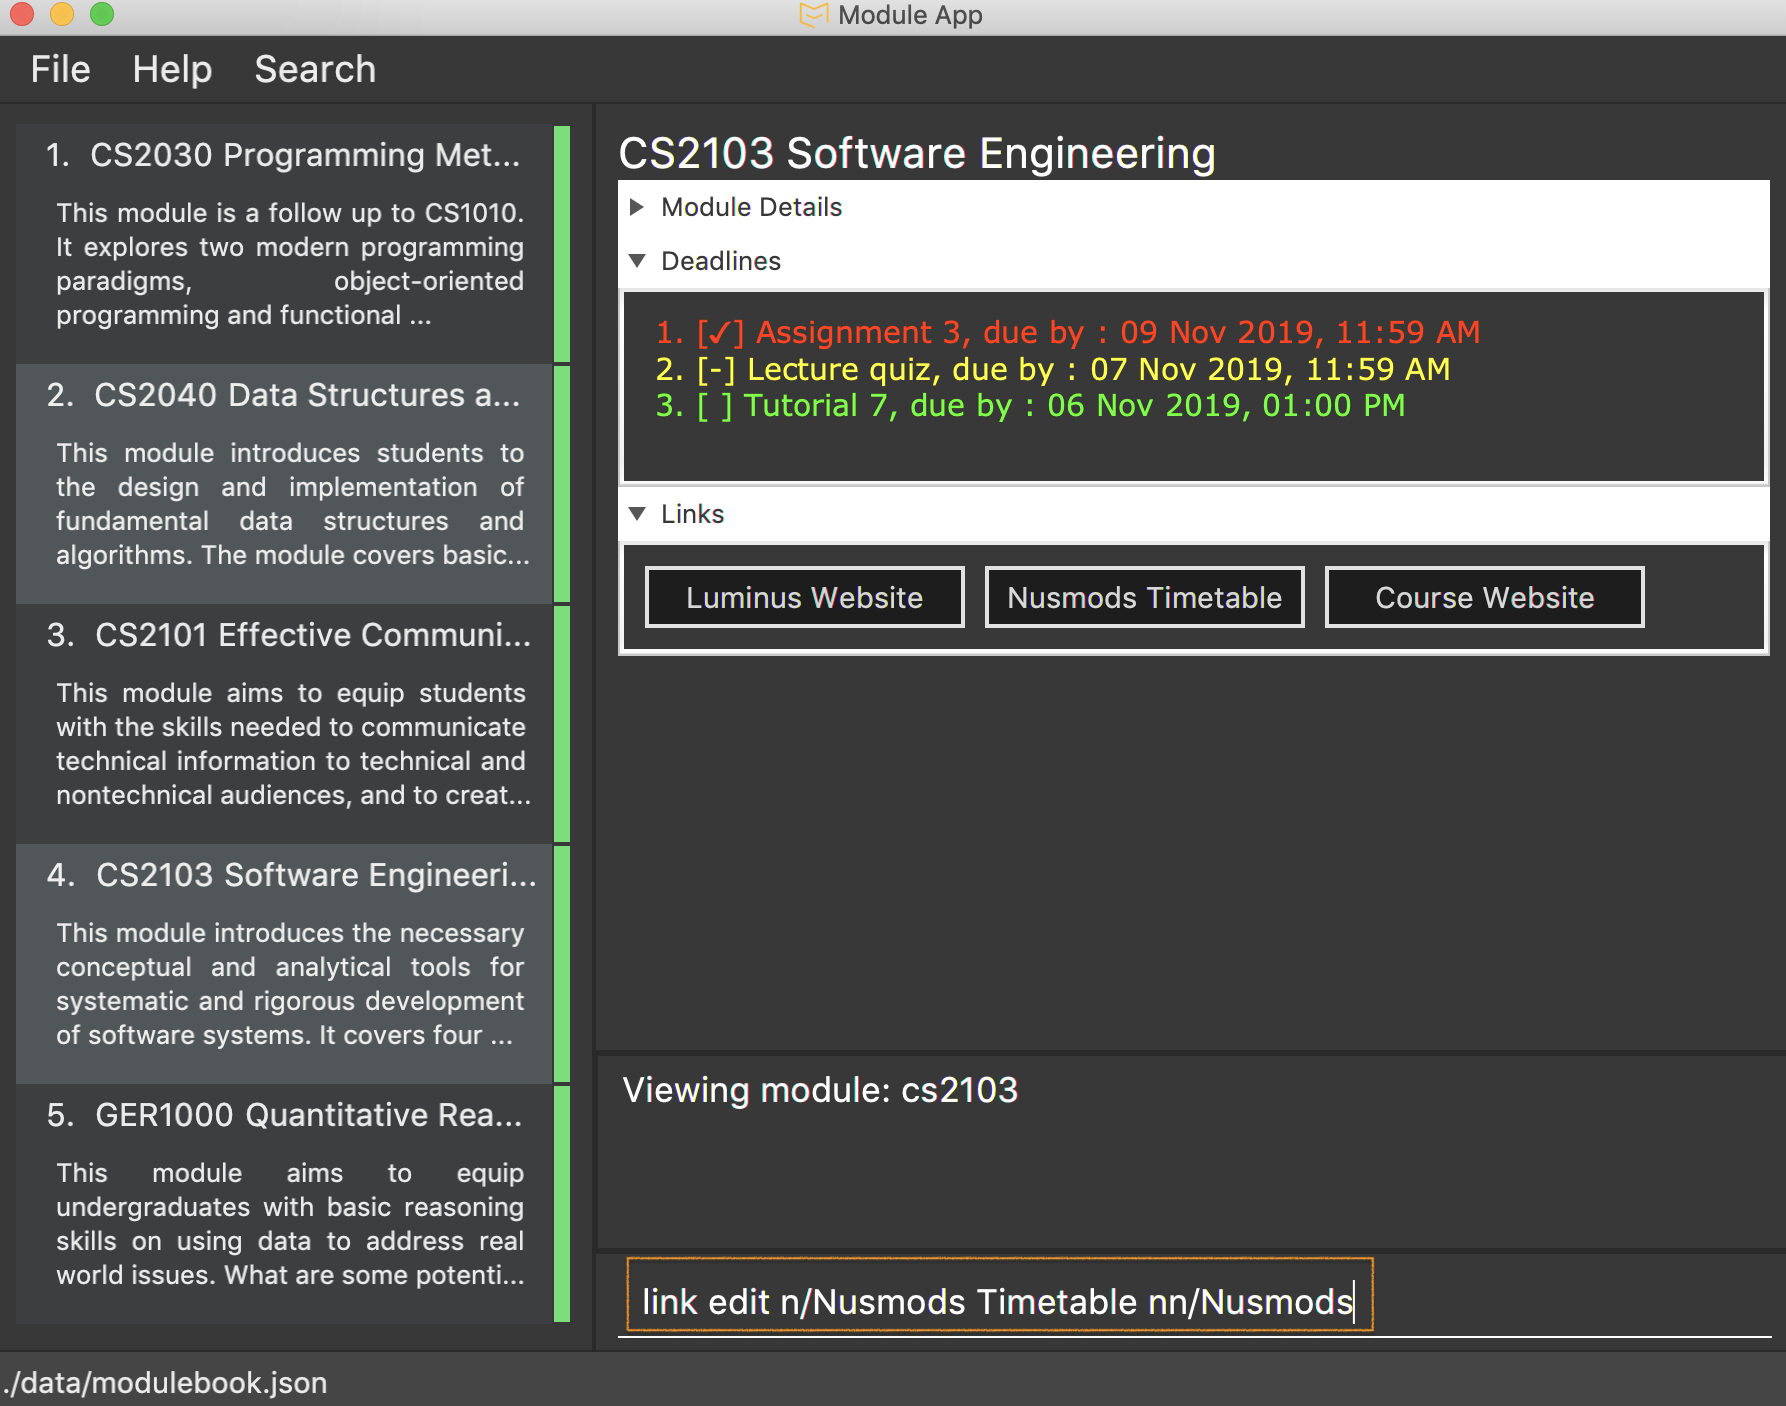 Module App
File Help Search
1. CS2030 Programming Met...
This module is a follow up to CS1010.
It explores two modern programming
paradigms, object-oriented
programming and functional ...
2. CS2040 Data Structures a...
This module introduces students to
the design and implementation of
fundamental data structures and
algorithms. The module covers basic...
3. CS2101 Effective Communi...
This module aims to equip students
with the skills needed to communicate
technical information to technical and
nontechnical audiences, and to creat...
4. CS2103 Software Engineeri...
This module introduces the necessary
conceptual and analytical tools for
systematic and rigorous development
of software systems. It covers four ...
5. GER1000 Quantitative Rea...
This module aims to equip
undergraduates with basic reasoning
skills on using data to address real
world issues. What are some potenti...
CS2103 Software Engineering
Module Details
Deadlines
1. [✓] Assignment 3, due by : 09 Nov 2019, 11:59 AM
2. [-] Lecture quiz, due by : 07 Nov 2019, 11:59 AM
3. [ ] Tutorial 7, due by : 06 Nov 2019, 01:00 PM
Links
Luminus Website Nusmods Timetable Course Website
Viewing module: cs2103
link edit n/Nusmods Timetable nn/Nusmods
./data/modulebook.json